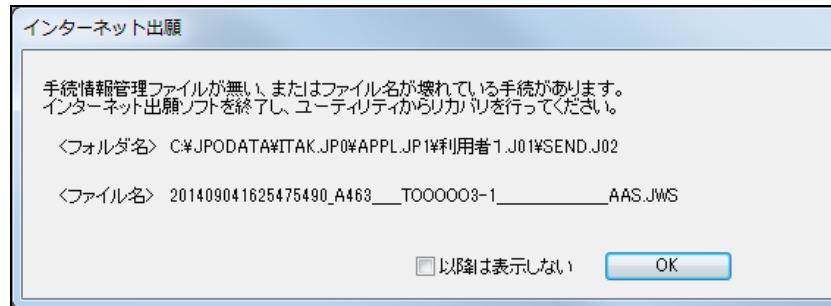 インターネット出願
手続情報管理ファイルが無い、またはファイル名が壊れている手続があります。
インターネット出願ソフトを終了し、ユーティリティからリカバリを行ってください。
＜フォルダ名＞ C:¥JPODATA¥ITAK.JP0¥APPL.JP1¥利用者1.J01¥SEND.J02
＜ファイル名＞ 201409041625475490_A463___TOOOOO3-1____________AAS.JWS
以降は表示しない OK